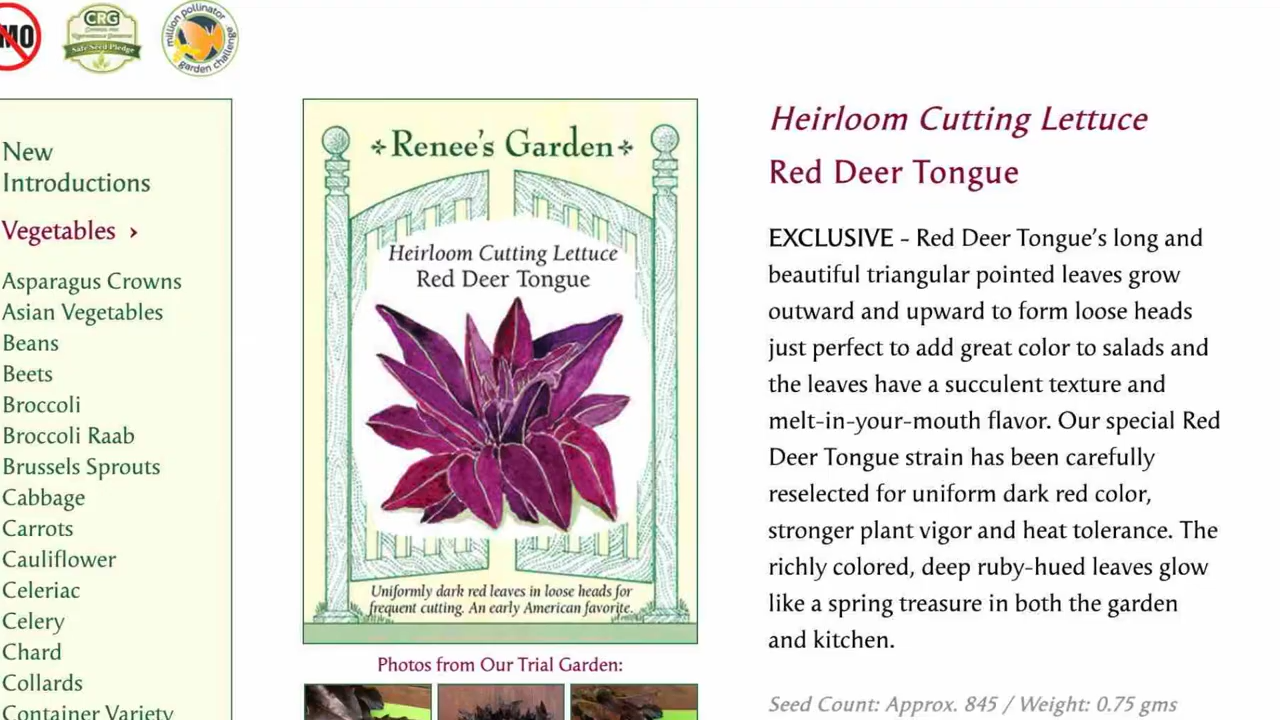 MO
CRG
Safe Seed Pledge
million pollinator
garden challenge
New
Introductions
Vegetables ›
Asparagus Crowns
Asian Vegetables
Beans
Beets
Broccoli
Broccoli Raab
Brussels Sprouts
Cabbage
Carrots
Cauliflower
Celeriac
Celery
Chard
Collards
Container Variety
Renee's Garden
Heirloom Cutting Lettuce
Red Deer Tongue
Uniformly dark red leaves in loose heads for
frequent cutting. An early American favorite.
Photos from Our Trial Garden:
Heirloom Cutting Lettuce
Red Deer Tongue
EXCLUSIVE – Red Deer Tongue’s long and
beautiful triangular pointed leaves grow
outward and upward to form loose heads
just perfect to add great color to salads and
the leaves have a succulent texture and
melt-in-your-mouth flavor. Our special Red
Deer Tongue strain has been carefully
reselected for uniform dark red color,
stronger plant vigor and heat tolerance. The
richly colored, deep ruby-hued leaves glow
like a spring treasure in both the garden
and kitchen.
Seed Count: Approx. 845 / Weight: 0.75 gms